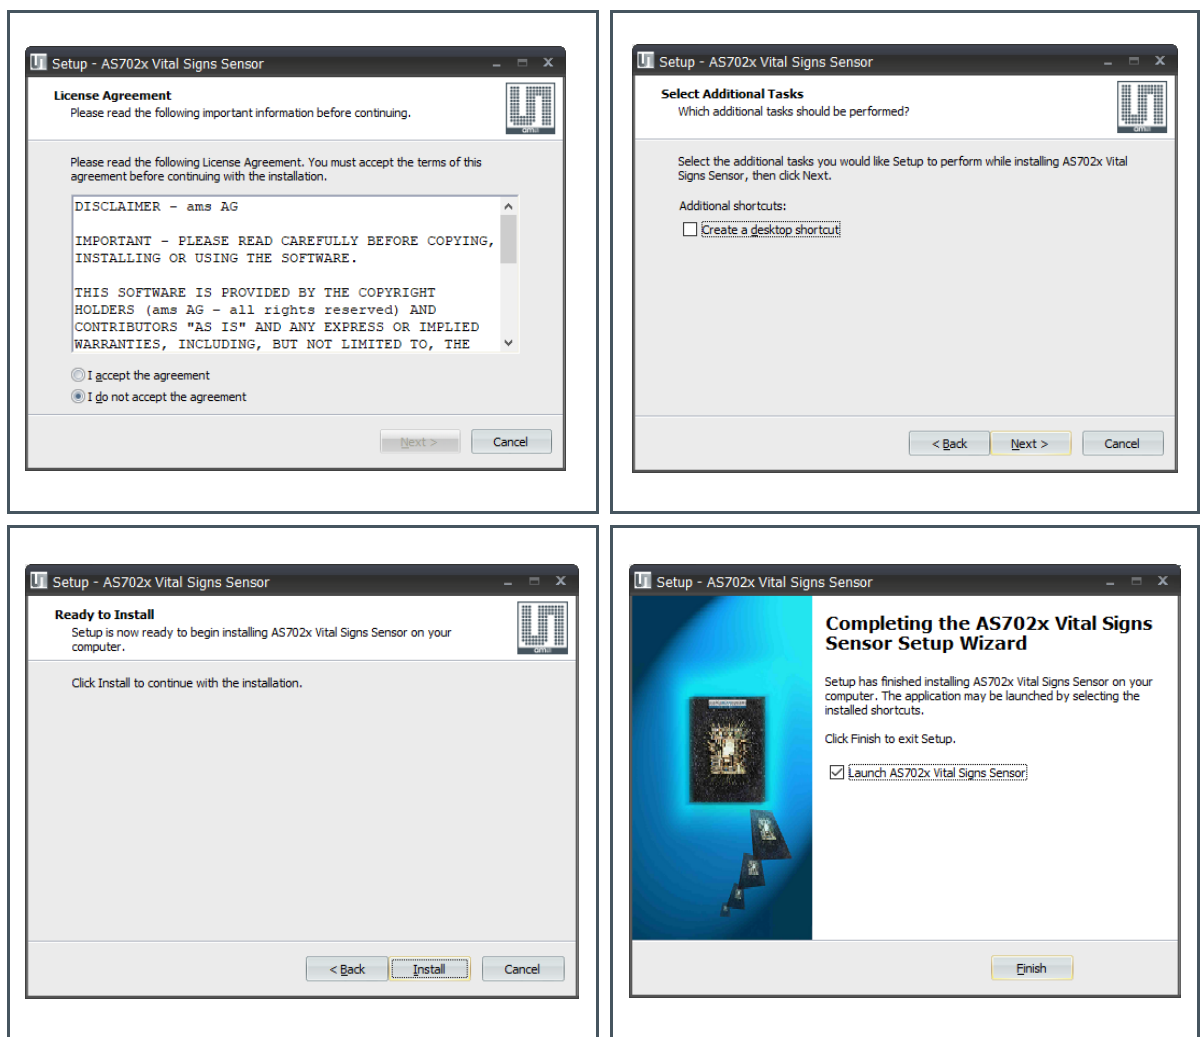 Setup - AS702x Vital Signs Sensor
License Agreement
Please read the following important information before continuing.
am
Please read the following License Agreement. You must accept the terms of this
agreement before continuing with the installation.
DISCLAIMER - ams AG
IMPORTANT - PLEASE READ CAREFULLY BEFORE COPYING,
INSTALLING OR USING THE SOFTWARE.
THIS SOFTWARE IS PROVIDED BY THE COPYRIGHT
HOLDERS (ams AG - all rights reserved) AND
CONTRIBUTORS "AS IS" AND ANY EXPRESS OR IMPLIED
WARRANTIES, INCLUDING, BUT NOT LIMITED TO, THE
I accept the agreement
I do not accept the agreement
Next >
Cancel
Setup - AS702x Vital Signs Sensor
Select Additional Tasks
Which additional tasks should be performed?
am
Select the additional tasks you would like Setup to perform while installing AS702x Vital
Signs Sensor, then click Next.
Additional shortcuts:
Create a desktop shortcut
< Back
Next >
Cancel
Setup - AS702x Vital Signs Sensor
Ready to Install
Setup is now ready to begin installing AS702x Vital Signs Sensor on your
computer.
am
Click Install to continue with the installation.
< Back
Install
Cancel
Setup - AS702x Vital Signs Sensor
Completing the AS702x Vital Signs
Sensor Setup Wizard
Setup has finished installing AS702x Vital Signs Sensor on your
computer. The application may be launched by selecting the
installed shortcuts.
Click Finish to exit Setup.
Launch AS702x Vital Signs Sensor
Finish